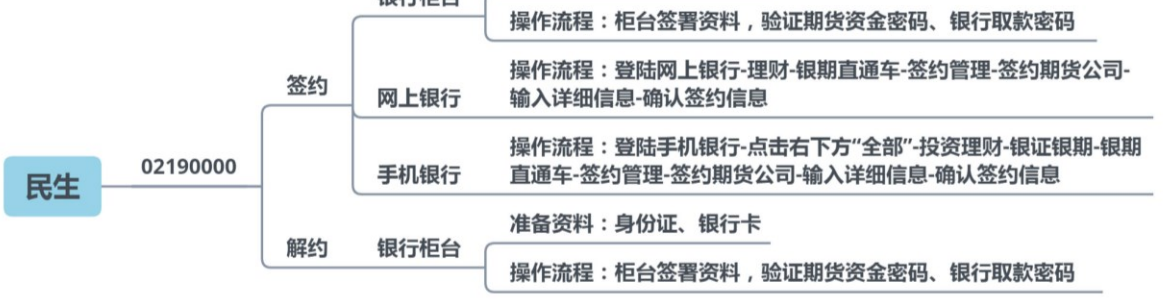 银行柜台
操作流程：柜台签署资料，验证期货资金密码、银行取款密码
签约
网上银行
操作流程：登陆网上银行-理财-银期直通车-签约管理-签约期货公司-
输入详细信息-确认签约信息
手机银行
操作流程：登陆手机银行-点击右下方“全部”-投资理财-银证银期-银期
直通车-签约管理-签约期货公司-输入详细信息-确认签约信息
民生
02190000
解约
银行柜台
准备资料：身份证、银行卡
操作流程：柜台签署资料，验证期货资金密码、银行取款密码